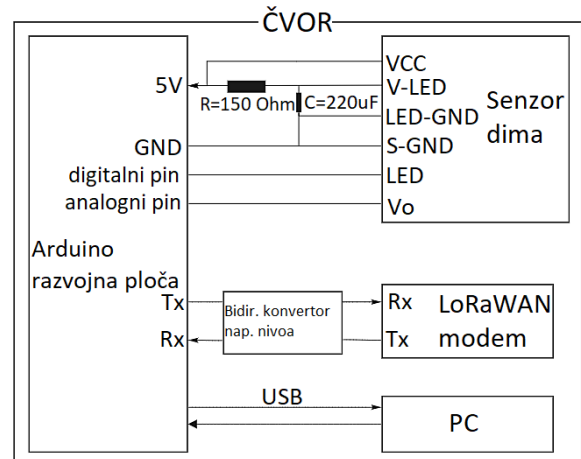 ČVOR
VCC
5V
V-LED
R=150 Ohm
C=220uF
LED-GND
Senzor
dima
GND
S-GND
digitalni pin
LED
analogni pin
Vo
Arduino
razvojna ploča
Tx
Bidir. konvertor
nap. nivoa
Rx
LoRaWAN
modem
Rx
Tx
USB
PC